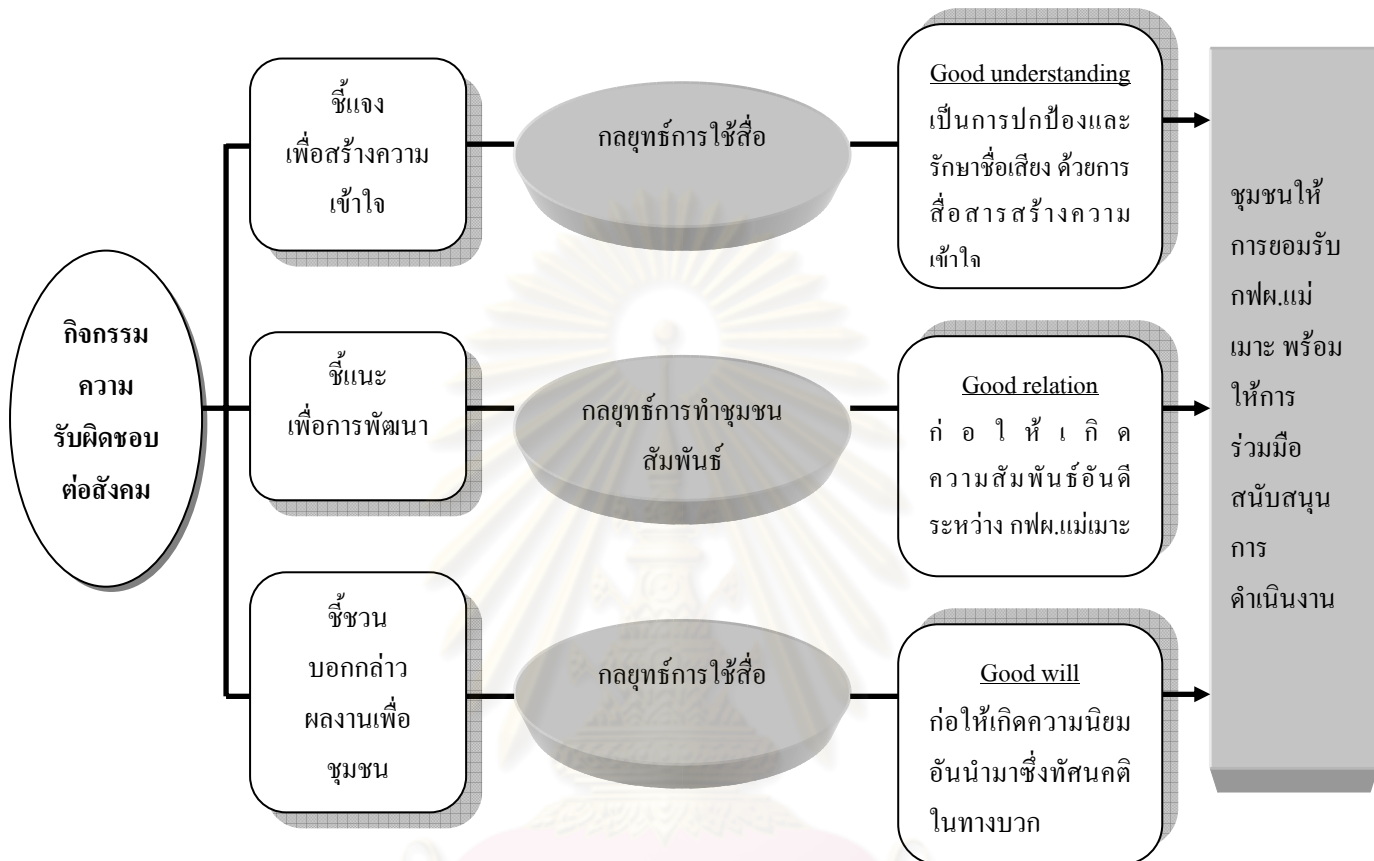 กิจกรรม
ความ
รับผิดชอบ
ต่อสังคม
ชี้แจง
เพื่อสร้างความ
เข้าใจ
กลยุทธ์การใช้สื่อ
Good understanding
เป็นการปกป้องและ
รักษาชื่อเสียง ด้วยการ
สื่อสารสร้างความ
เข้าใจ
ชี้แนะ
เพื่อการพัฒนา
กลยุทธ์การทำชุมชน
สัมพันธ์
Good relation
ก่อให้เกิด
ความสัมพันธ์อันดี
ระหว่าง กฟผ.แม่เมาะ
ชี้ชวน
บอกกล่าว
ผลงานเพื่อ
ชุมชน
กลยุทธ์การใช้สื่อ
Good will
ก่อให้เกิดความนิยม
อันนำมาซึ่งทัศนคติ
ในทางบวก
ชุมชนให้
การยอมรับ
กฟผ.แม่
เมาะ พร้อม
ให้การ
ร่วมมือ
สนับสนุน
การ
ดำเนินงาน